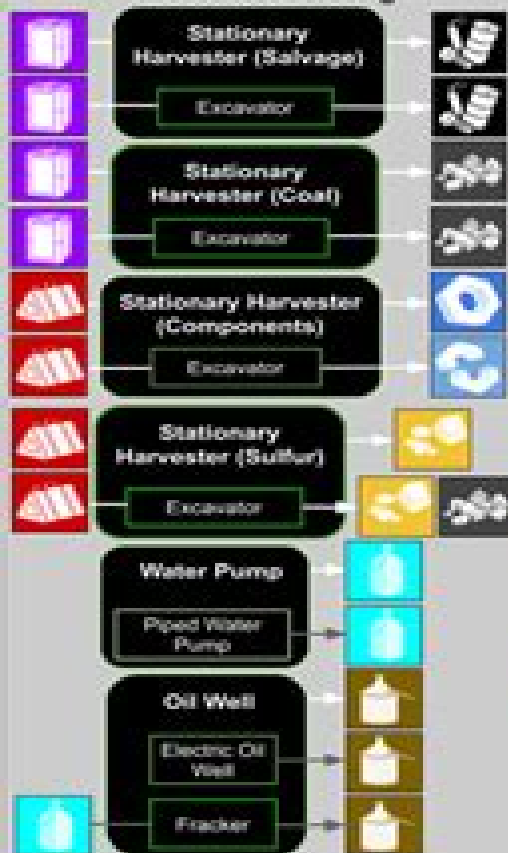 Stationary
Harvester (Salvage)
Excavator
Stationary
Harvester (Coal)
Excavator
Stationary Harvester
(Components)
Excavator
Stationary
Harvester (Sulfur)
Excavator
Water Pump
Piped Water
Pump
Oil Well
Electric Oil
Well
Fracker